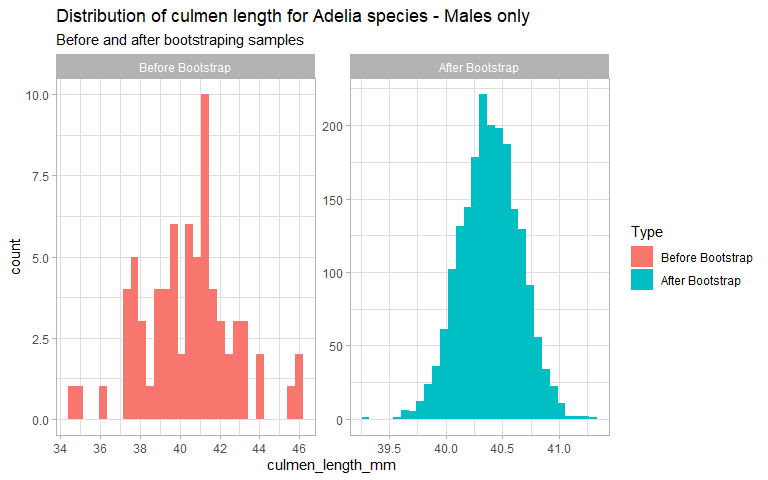 Distribution of culmen length for Adelia species - Males only
Before and after bootstraping samples
Before Bootstrap
After Bootstrap
10.0
7.5
5.0
2.5
0.0
200
150
100
50
0
count
34
36
38
40
42
44
46
39.5
40.0
40.5
41.0
culmen_length_mm
Type
Before Bootstrap
After Bootstrap